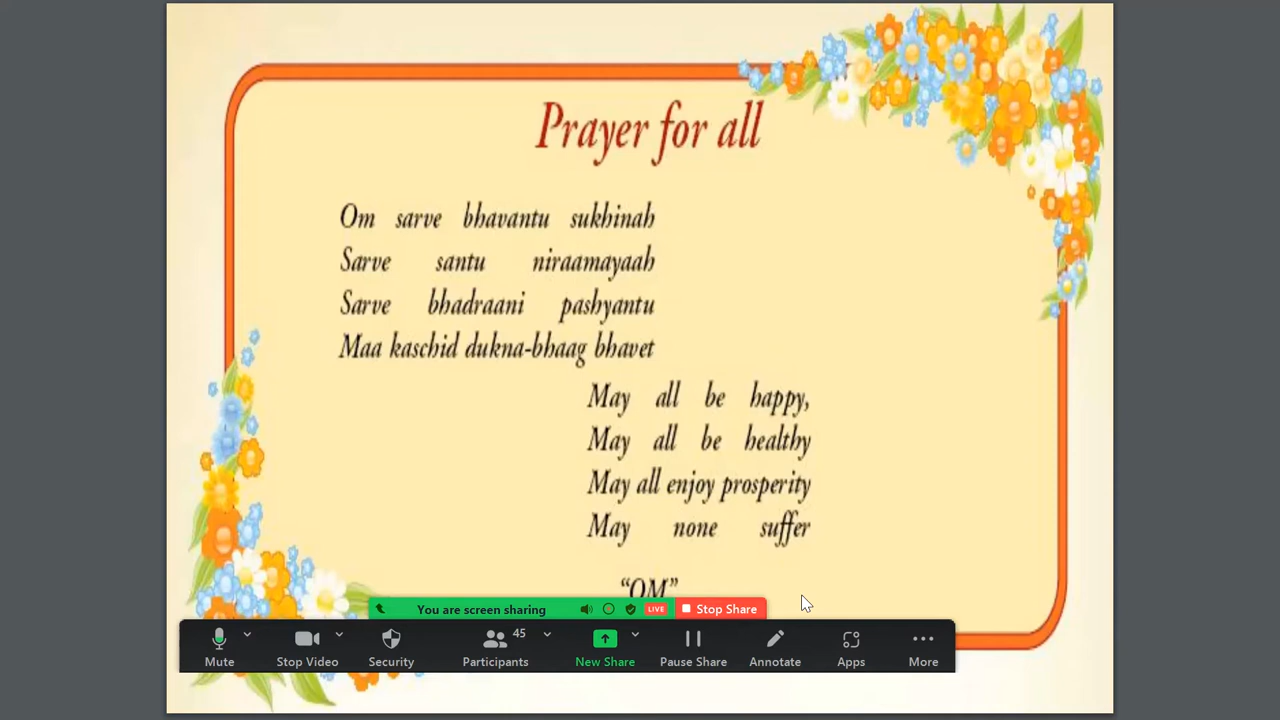 Prayer for all
Om sarve bhavantu sukhinah
Sarve santu niraamayaah
Sarve bhadraani pashyantu
Maa kaschid dukna-bhaag bhavet
May all be happy,
May all be healthy
May all enjoy prosperity
May none suffer
“OM”
You are screen sharing LIVE Stop Share
45
Mute Stop Video Security Participants New Share Pause Share Annotate Apps More